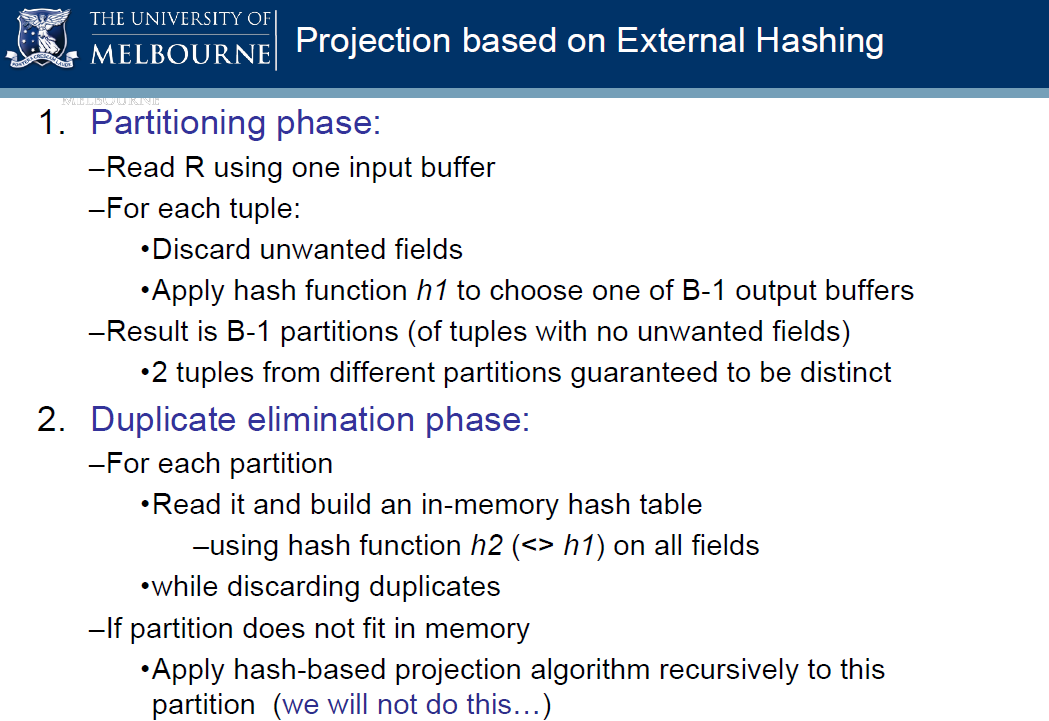 THE UNIVERSITY OF
MELBOURNE
Projection based on External Hashing
MELBOURNE
1. Partitioning phase:
–Read R using one input buffer
–For each tuple:
•Discard unwanted fields
•Apply hash function h1 to choose one of B-1 output buffers
–Result is B-1 partitions (of tuples with no unwanted fields)
•2 tuples from different partitions guaranteed to be distinct
2. Duplicate elimination phase:
–For each partition
•Read it and build an in-memory hash table
–using hash function h2 (<> h1) on all fields
•while discarding duplicates
–If partition does not fit in memory
•Apply hash-based projection algorithm recursively to this
partition (we will not do this…)